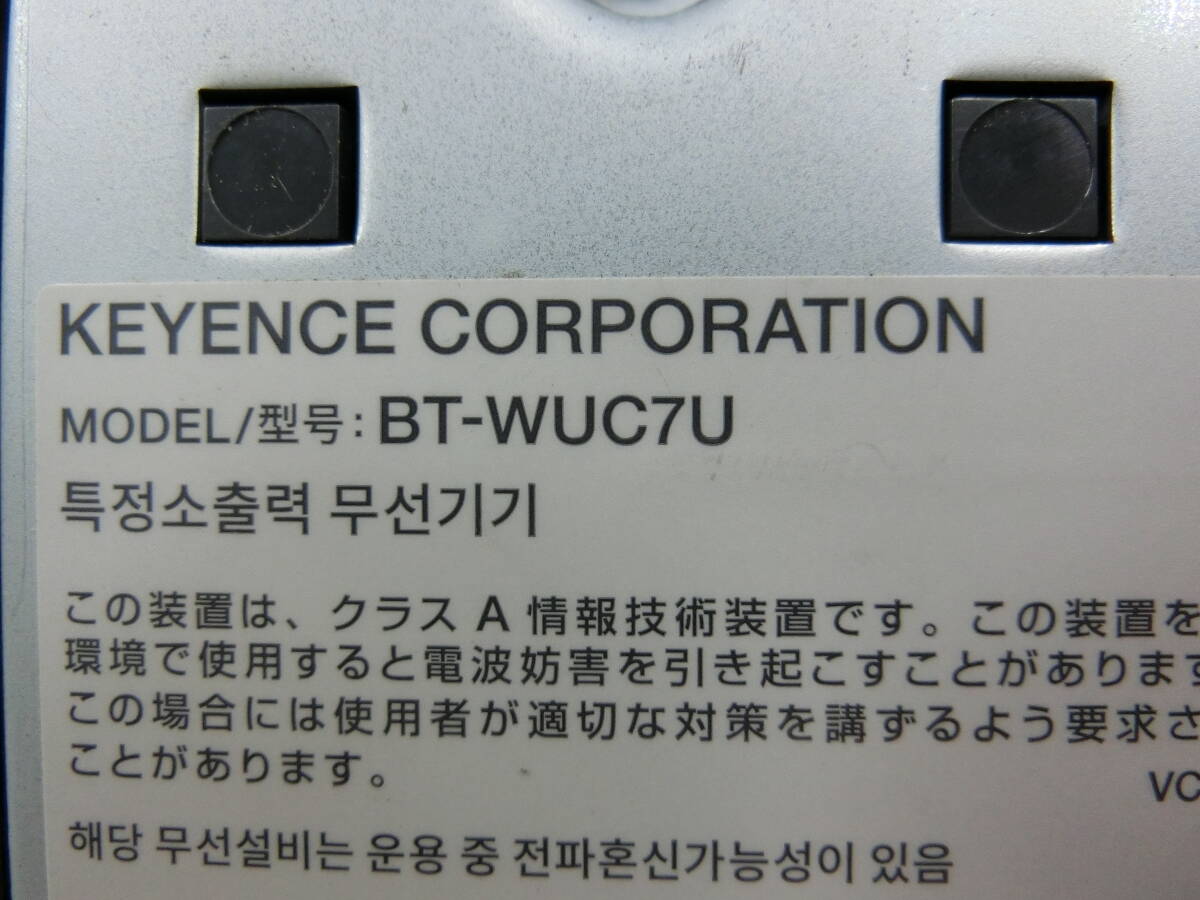 KEYENCE CORPORATION
MODEL/型号: BT-WUC7U
특정소출력 무선기기
この装置は、クラス A 情報技術装置です。この装置を
環境で使用すると電波妨害を引き起こすことがあります
この場合には使用者が適切な対策を講ずるよう要求さ
ことがあります。
VC
해당 무선설비는 운용 중 전파혼신가능성이 있음